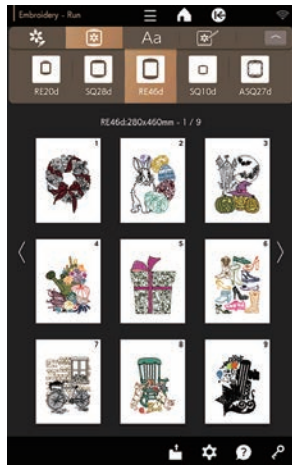 Embroidery - Run
Aa
RE20d SQ28d RE46d SQ10d ASQ27d
RE46d:280x460mm - 1 / 9
1 2 3
4 5 6
7 8 9
?